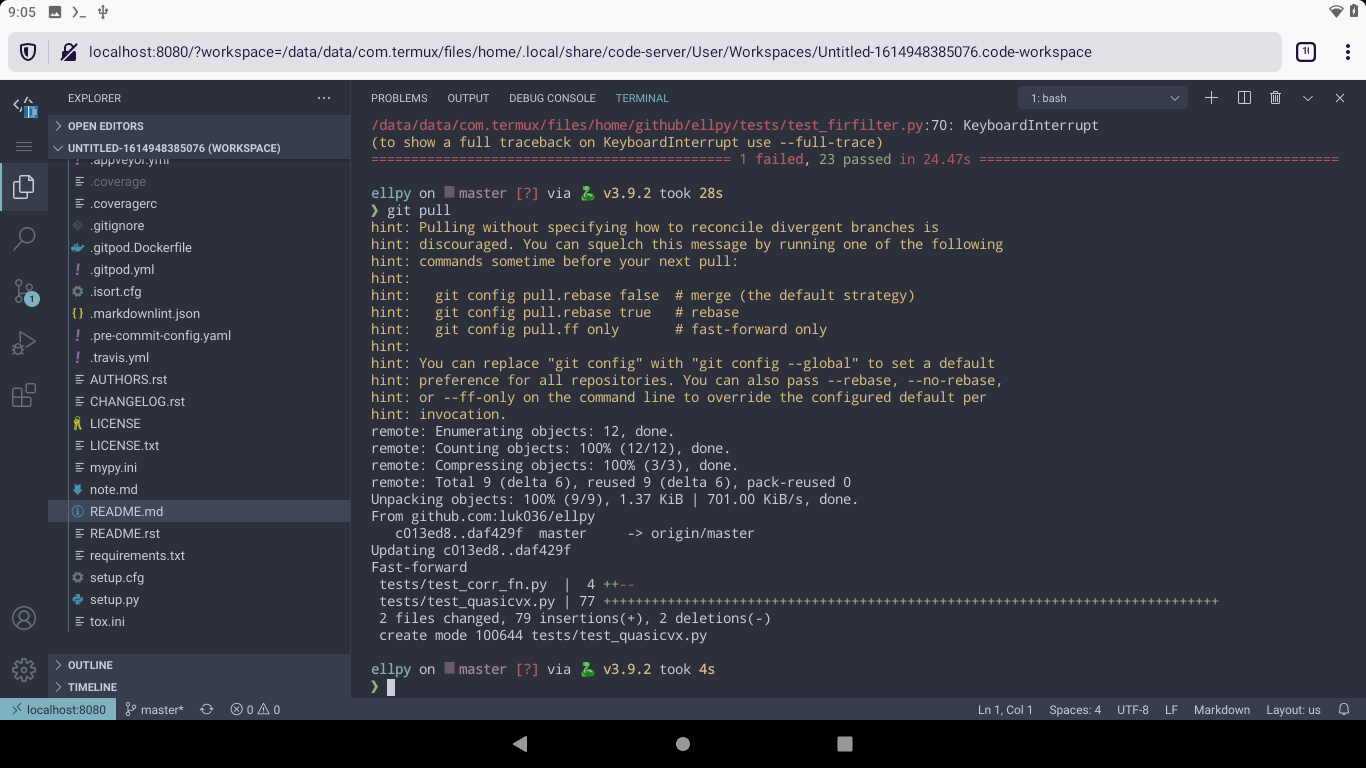 9:05
localhost:8080/?workspace=/data/data/com.termux/files/home/.local/share/code-server/User/Workspaces/Untitled-1614948385076.code-workspace
EXPLORER
OPEN EDITORS
UNTITLED-1614948385076 (WORKSPACE)
.appveyor.yml
.coverage
.coveragerc
.gitignore
.gitpod.Dockerfile
.gitpod.yml
.isort.cfg
.markdownlint.json
.pre-commit-config.yaml
.travis.yml
AUTHORS.rst
CHANGELOG.rst
LICENSE
LICENSE.txt
mypy.ini
note.md
README.md
README.rst
requirements.txt
setup.cfg
setup.py
tox.ini
OUTLINE
TIMELINE
1
PROBLEMS OUTPUT DEBUG CONSOLE TERMINAL 1: bash
/data/data/com.termux/files/home/github/ellpy/tests/test_firfilter.py:70: KeyboardInterrupt
(to show a full traceback on KeyboardInterrupt use --full-trace)
============================================= 1 failed, 23 passed in 24.47s =============================================
ellpy on master [?] via v3.9.2 took 28s
❯ git pull
hint: Pulling without specifying how to reconcile divergent branches is
hint: discouraged. You can squelch this message by running one of the following
hint: commands sometime before your next pull:
hint:
hint:   git config pull.rebase false  # merge (the default strategy)
hint:   git config pull.rebase true   # rebase
hint:   git config pull.ff only       # fast-forward only
hint:
hint: You can replace "git config" with "git config --global" to set a default
hint: preference for all repositories. You can also pass --rebase, --no-rebase,
hint: or --ff-only on the command line to override the configured default per
hint: invocation.
remote: Enumerating objects: 12, done.
remote: Counting objects: 100% (12/12), done.
remote: Compressing objects: 100% (3/3), done.
remote: Total 9 (delta 6), reused 9 (delta 6), pack-reused 0
Unpacking objects: 100% (9/9), 1.37 KiB | 701.00 KiB/s, done.
From github.com:luk036/ellpy
   c013ed8..daf429f  master     -> origin/master
Updating c013ed8..daf429f
Fast-forward
 tests/test_corr_fn.py  |  4 ++--
 tests/test_quasicvx.py | 77 +++++++++++++++++++++++++++++++++++++++++++++++++++++++++++++++++++++++++++++
 2 files changed, 79 insertions(+), 2 deletions(-)
 create mode 100644 tests/test_quasicvx.py
ellpy on master [?] via v3.9.2 took 4s
❯
localhost:8080 master* 0 0 Ln 1, Col 1 Spaces: 4 UTF-8 LF Markdown Layout: us